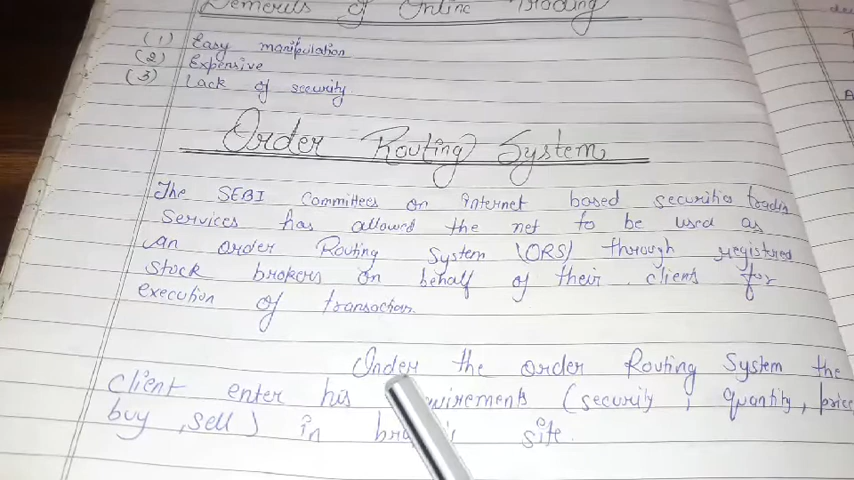 Demerits of Online Trading
(1) Easy manipulation
(2) Expensive
(3) Lack of security
Order Routing System
The SEBI Committees on internet based securities trading
Services has allowed the net to be used as
an order Routing System (ORS) through registered
Stock brokers on behalf of their clients for
execution of transaction.
Under the order Routing System the
Client enter his (security, quantity, price
buy, sell) in site.